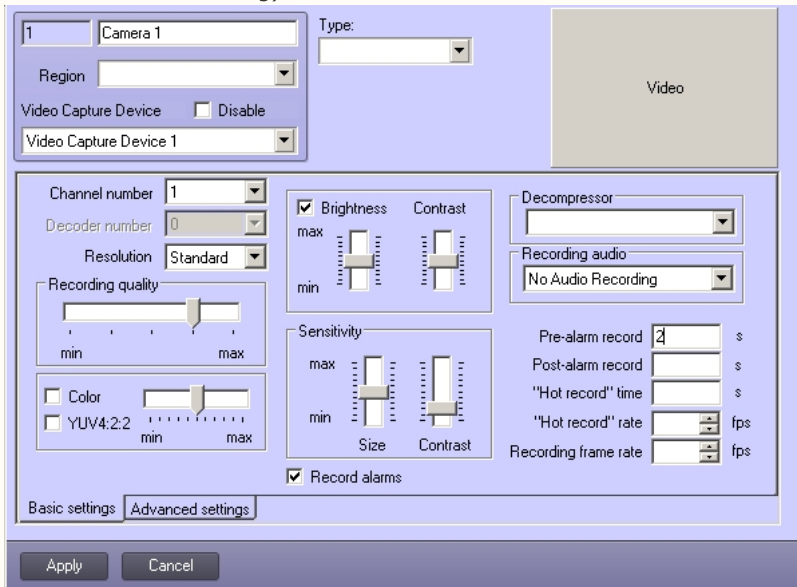 1 Camera 1
Region
Video Capture Device Disable
Video Capture Device 1
Type:
Video
Channel number 1
Decoder number 0
Resolution Standard
Recording quality
min max
Color
YUV4:2:2
min max
Brightness Contrast
max
min
Sensitivity
max
min
Size Contrast
Record alarms
Decompressor
Recording audio
No Audio Recording
Pre-alarm record 2 s
Post-alarm record s
"Hot record" time s
"Hot record" rate fps
Recording frame rate fps
Basic settings Advanced settings
Apply Cancel